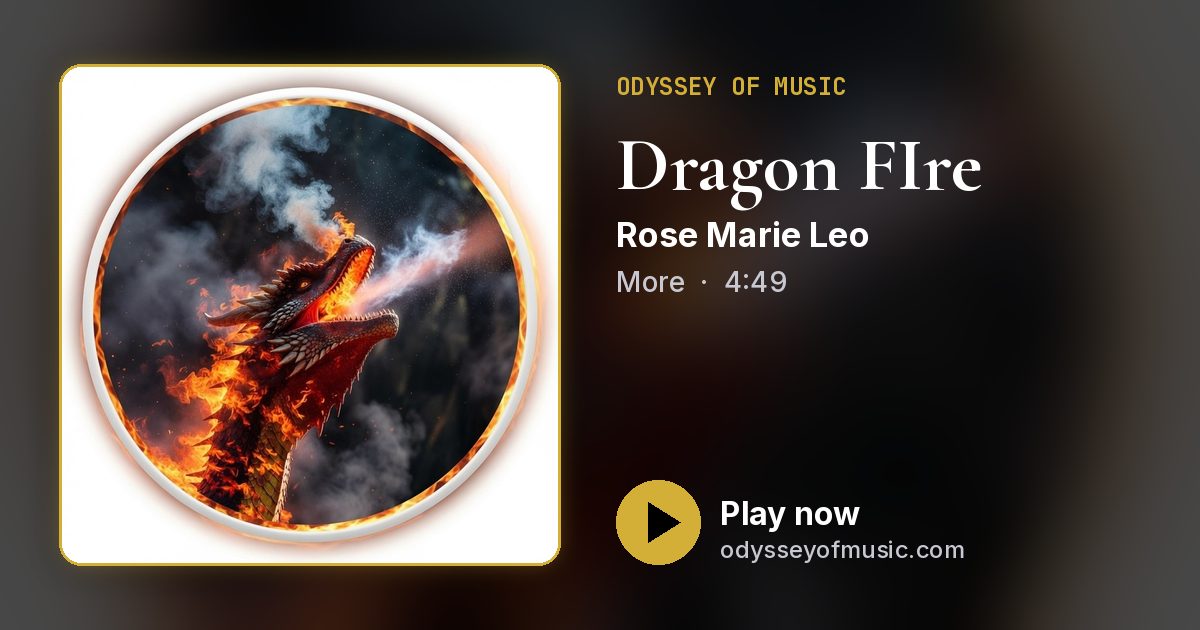 ODYSSEY OF MUSIC
Dragon FIre
Rose Marie Leo
More · 4:49
Play now
odysseyofmusic.com